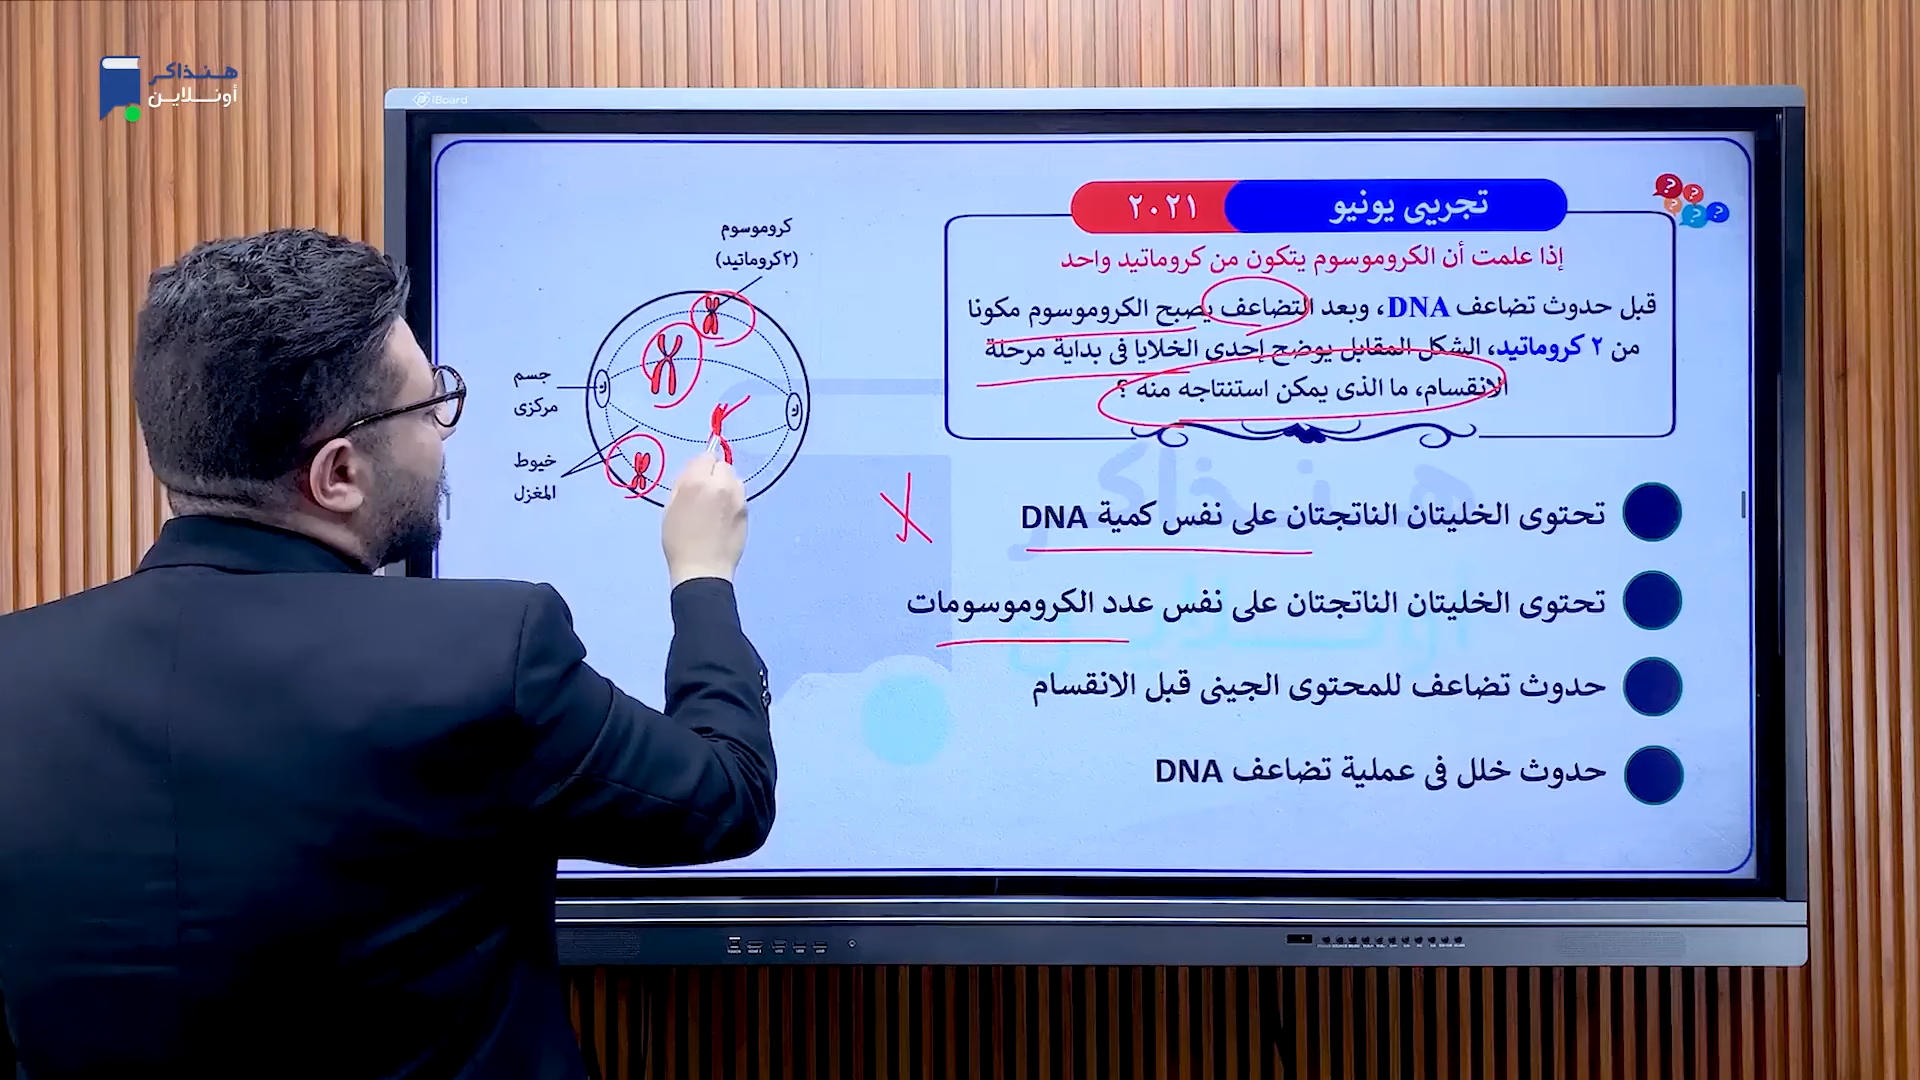 هـنـذاكـر
أونـــلاين
IBoard
تجريبى يونيو ٢٠٢١
إذا علمت أن الكروموسوم يتكون من كروماتيد واحد
قبل حدوث تضاعف DNA، وبعد التضاعف يصبح الكروموسوم مكونا
من ٢ كروماتيد، الشكل المقابل يوضح إحدى الخلايا فى بداية مرحلة
الانقسام، ما الذى يمكن استنتاجه منه ؟
كروموسوم
(٢كروماتيد)
جسم
مركزى
خيوط
المغزل
تحتوى الخليتان الناتجتان على نفس كمية DNA
تحتوى الخليتان الناتجتان على نفس عدد الكروموسومات
حدوث تضاعف للمحتوى الجينى قبل الانقسام
حدوث خلل فى عملية تضاعف DNA